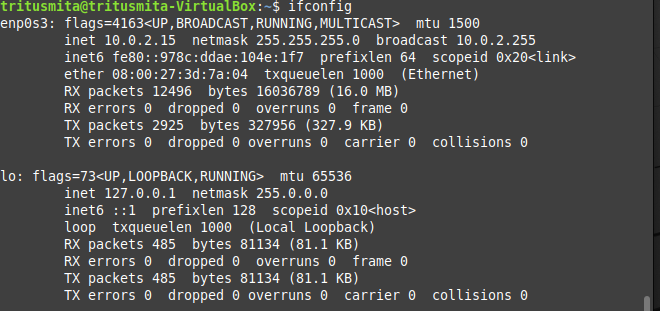 tritusmita@tritusmita-VirtualBox:~$ ifconfig
enp0s3: flags=4163<UP,BROADCAST,RUNNING,MULTICAST>  mtu 1500
        inet 10.0.2.15  netmask 255.255.255.0  broadcast 10.0.2.255
        inet6 fe80::978c:ddae:104e:1f7  prefixlen 64  scopeid 0x20<link>
        ether 08:00:27:3d:7a:04  txqueuelen 1000  (Ethernet)
        RX packets 12496  bytes 16036789 (16.0 MB)
        RX errors 0  dropped 0  overruns 0  frame 0
        TX packets 2925  bytes 327956 (327.9 KB)
        TX errors 0  dropped 0 overruns 0  carrier 0  collisions 0

lo: flags=73<UP,LOOPBACK,RUNNING>  mtu 65536
        inet 127.0.0.1  netmask 255.0.0.0
        inet6 ::1  prefixlen 128  scopeid 0x10<host>
        loop  txqueuelen 1000  (Local Loopback)
        RX packets 485  bytes 81134 (81.1 KB)
        RX errors 0  dropped 0  overruns 0  frame 0
        TX packets 485  bytes 81134 (81.1 KB)
        TX errors 0  dropped 0 overruns 0  carrier 0  collisions 0